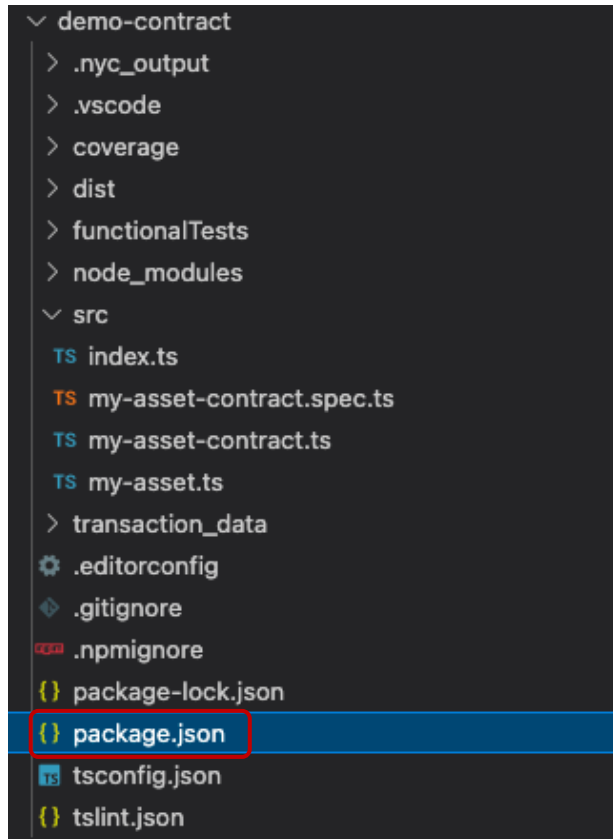 demo-contract
.nyc_output
.vscode
coverage
dist
functionalTests
node_modules
src
TS index.ts
TS my-asset-contract.spec.ts
TS my-asset-contract.ts
TS my-asset.ts
transaction_data
.editorconfig
.gitignore
.npmignore
{} package-lock.json
{} package.json
TS tsconfig.json
{} tslint.json